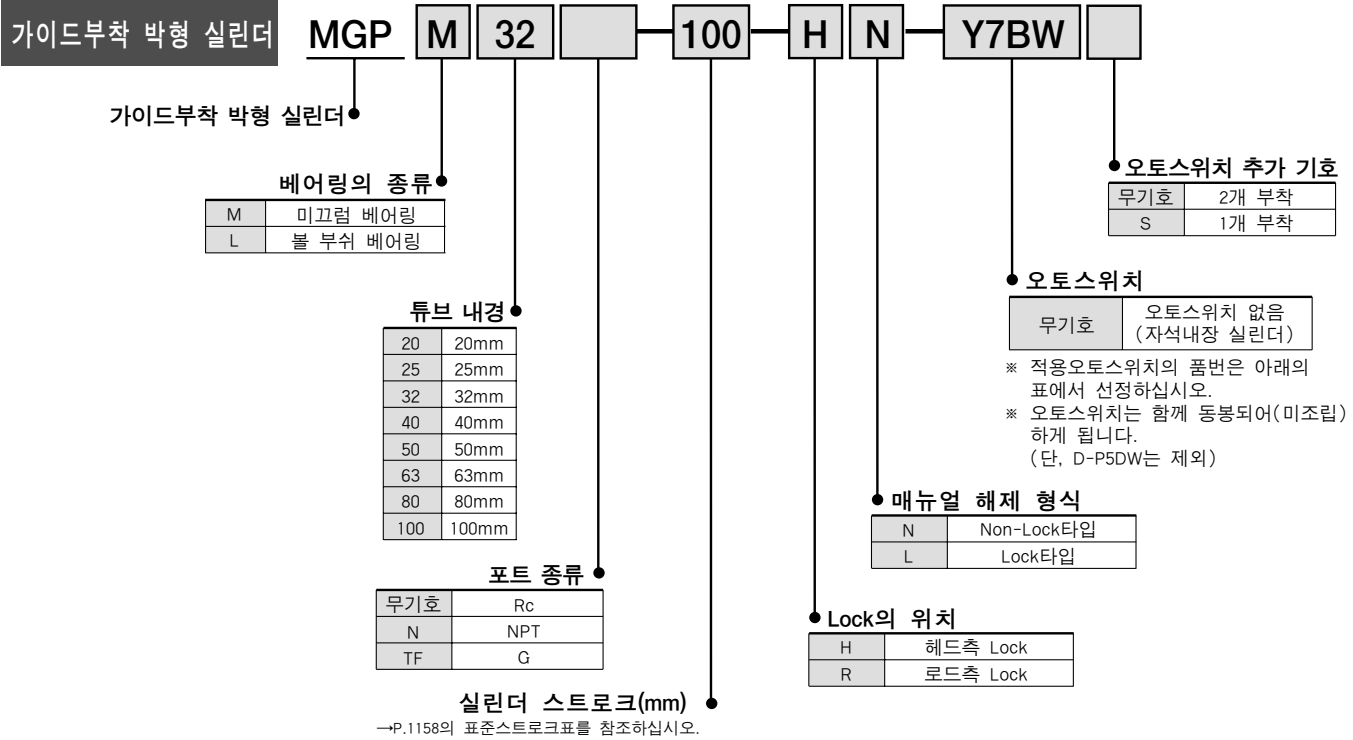 가이드부착 박형 실린더
MGP M 32 - 100 - H N - Y7BW
가이드부착 박형 실린더
베어링의 종류
M 미끄럼 베어링
L 볼 부쉬 베어링
튜브 내경
20 20mm
25 25mm
32 32mm
40 40mm
50 50mm
63 63mm
80 80mm
100 100mm
포트 종류
무기호 Rc
N NPT
TF G
실린더 스트로크(mm)
→P.1158의 표준스트로크표를 참조하십시오.
Lock의 위치
H 헤드측 Lock
R 로드측 Lock
매뉴얼 해제 형식
N Non-Lock타입
L Lock타입
오토스위치
무기호 오토스위치 없음
(자석내장 실린더)
※ 적용오토스위치의 품번은 아래의
표에서 선정하십시오.
※ 오토스위치는 함께 동봉되어(미조립)
하게 됩니다.
(단, D-P5DW는 제외)
오토스위치 추가 기호
무기호 2개 부착
S 1개 부착